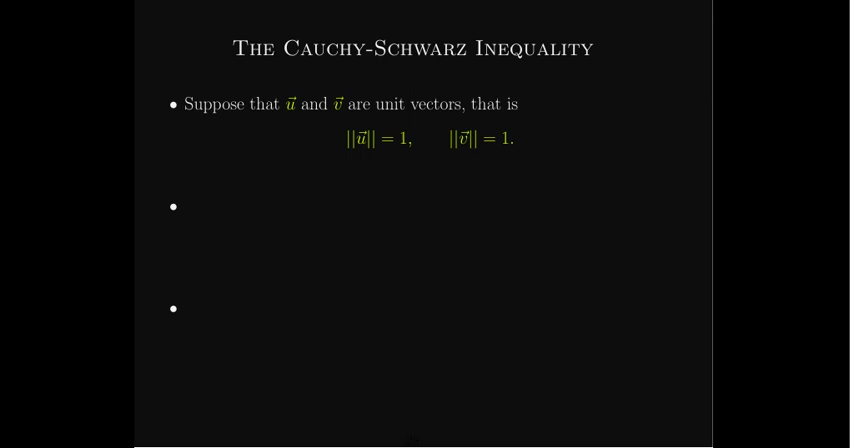 The Cauchy-Schwarz Inequality
• Suppose that u⃗ and v⃗ are unit vectors, that is
||u⃗|| = 1, ||v⃗|| = 1.
•
•